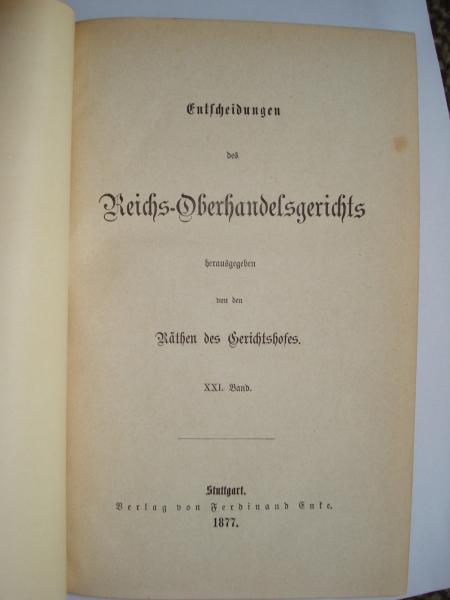 Entscheidungen
des
Reichs-Oberhandelsgerichts
herausgegeben
von den
Räthen des Gerichtshofes.
XXI. Band.
Stuttgart.
Verlag von Ferdinand Enke.
1877.